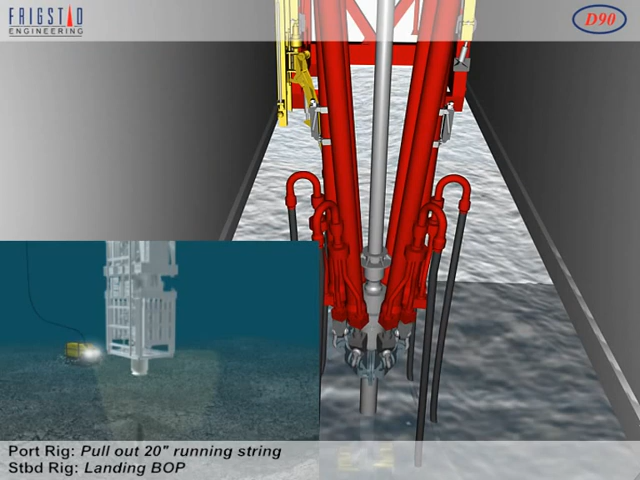 FRIGSTAD
ENGINEERING
D90
Port Rig: Pull out 20" running string
Stbd Rig: Landing BOP